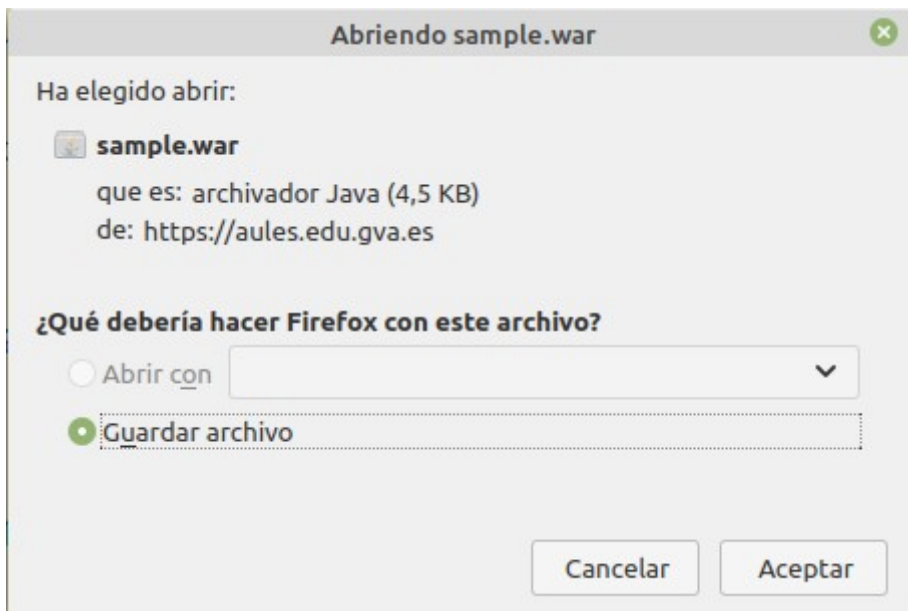 Abriendo sample.war
Ha elegido abrir:
sample.war
que es: archivador Java (4,5 KB)
de: https://aules.edu.gva.es
¿Qué debería hacer Firefox con este archivo?
Abrir con
Guardar archivo
Cancelar Aceptar